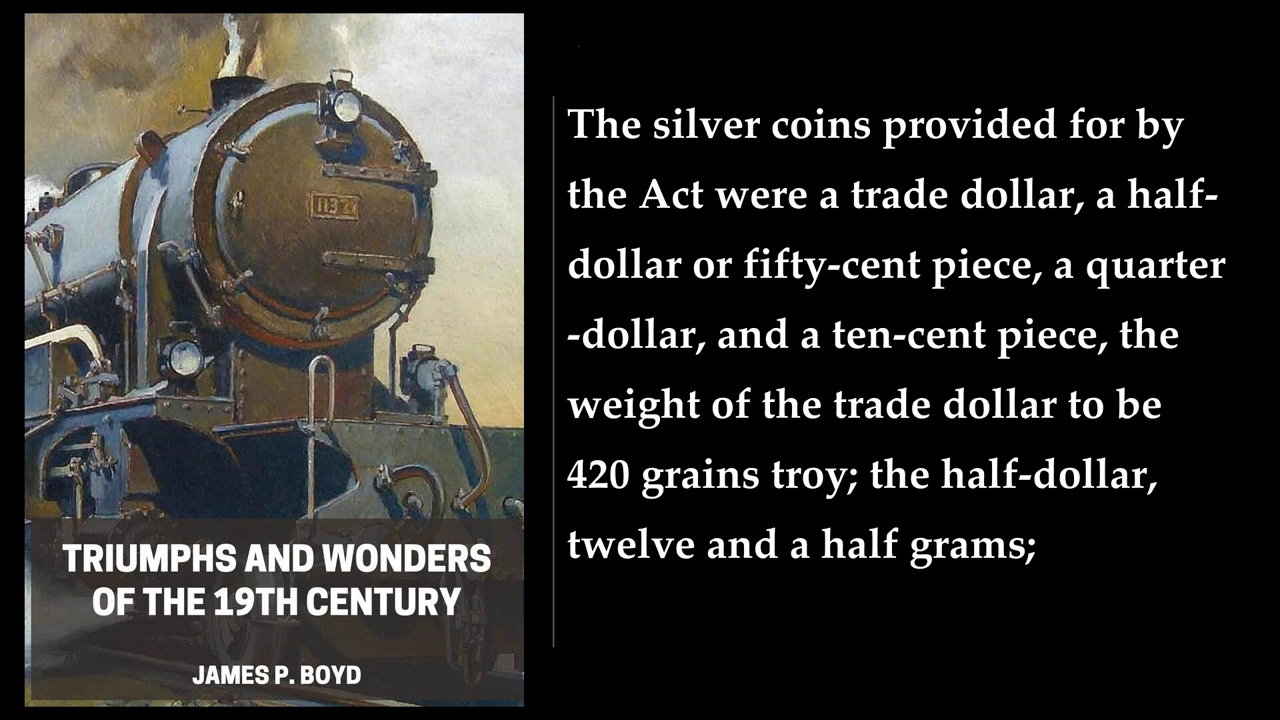 1132
TRIUMPHS AND WONDERS
OF THE 19TH CENTURY
JAMES P. BOYD
The silver coins provided for by
the Act were a trade dollar, a half-
dollar or fifty-cent piece, a quarter
-dollar, and a ten-cent piece, the
weight of the trade dollar to be
420 grains troy; the half-dollar,
twelve and a half grams;